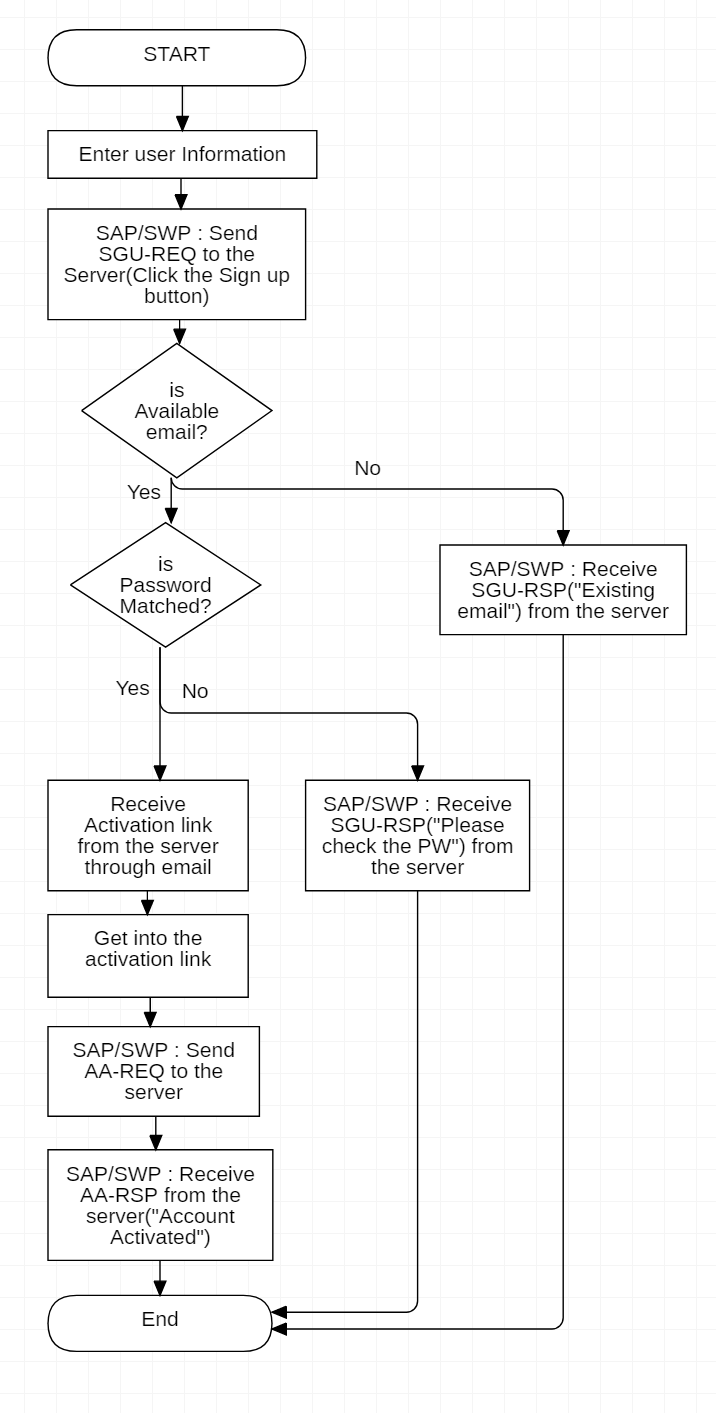 START
Enter user Information
SAP/SWP : Send
SGU-REQ to the
Server(Click the Sign up
button)
is
Available
email?
No
Yes
is
Password
Matched?
SAP/SWP : Receive
SGU-RSP("Existing
email") from the server
Yes
No
Receive
Activation link
from the server
through email
SAP/SWP : Receive
SGU-RSP("Please
check the PW") from
the server
Get into the
activation link
SAP/SWP : Send
AA-REQ to the
server
SAP/SWP : Receive
AA-RSP from the
server("Account
Activated")
End